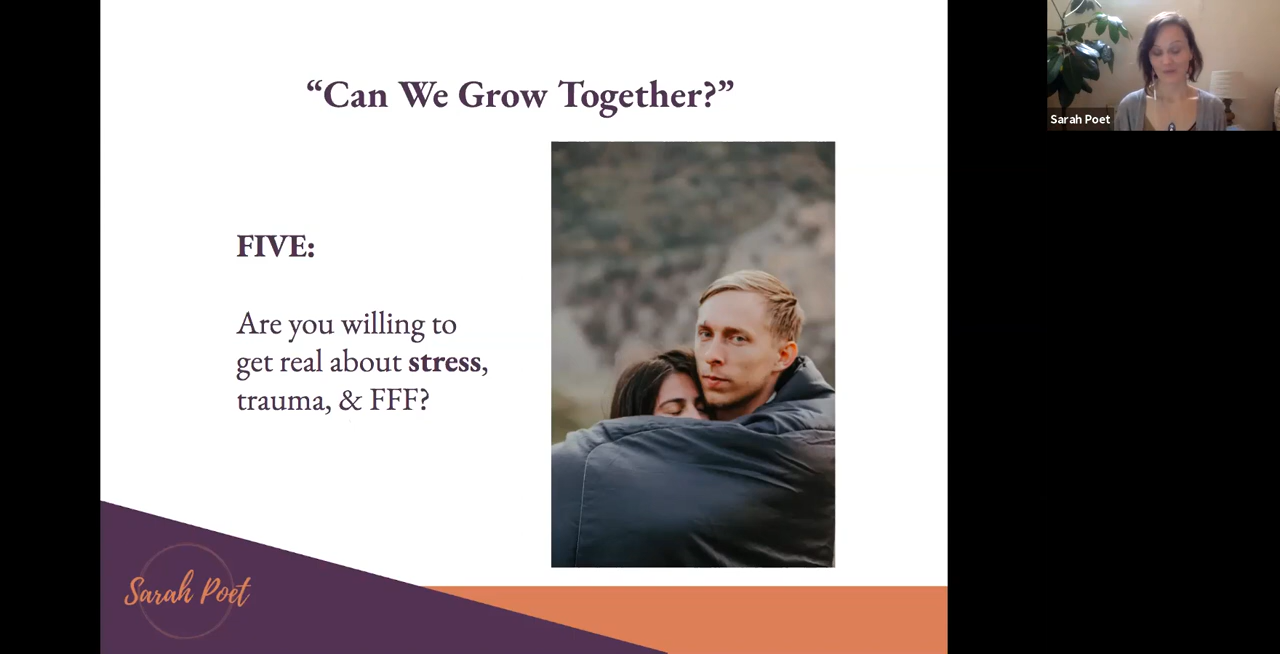 “Can We Grow Together?”
FIVE:
Are you willing to
get real about stress,
trauma, & FFF?
Sarah Poet
Sarah Poet